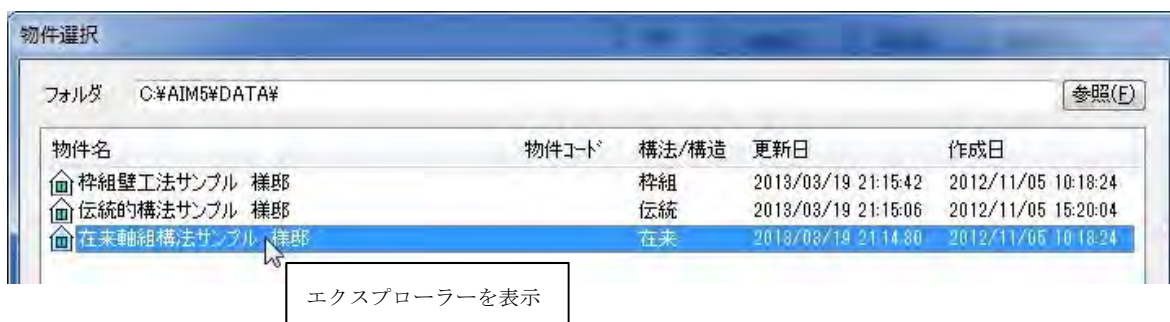 物件選択
フォルダ C:¥AIM5¥DATA¥ 参照(F)
物件名 物件コード 構法/構造 更新日 作成日
枠組壁工法サンプル 様邸 枠組 2013/03/19 21:15:42 2012/11/05 10:18:24
伝統的構法サンプル 様邸 伝統 2013/03/19 21:15:06 2012/11/05 15:20:04
在来軸組構法サンプル 様邸 在来 2013/03/19 21:14:30 2012/11/05 10:18:24
エクスプローラーを表示